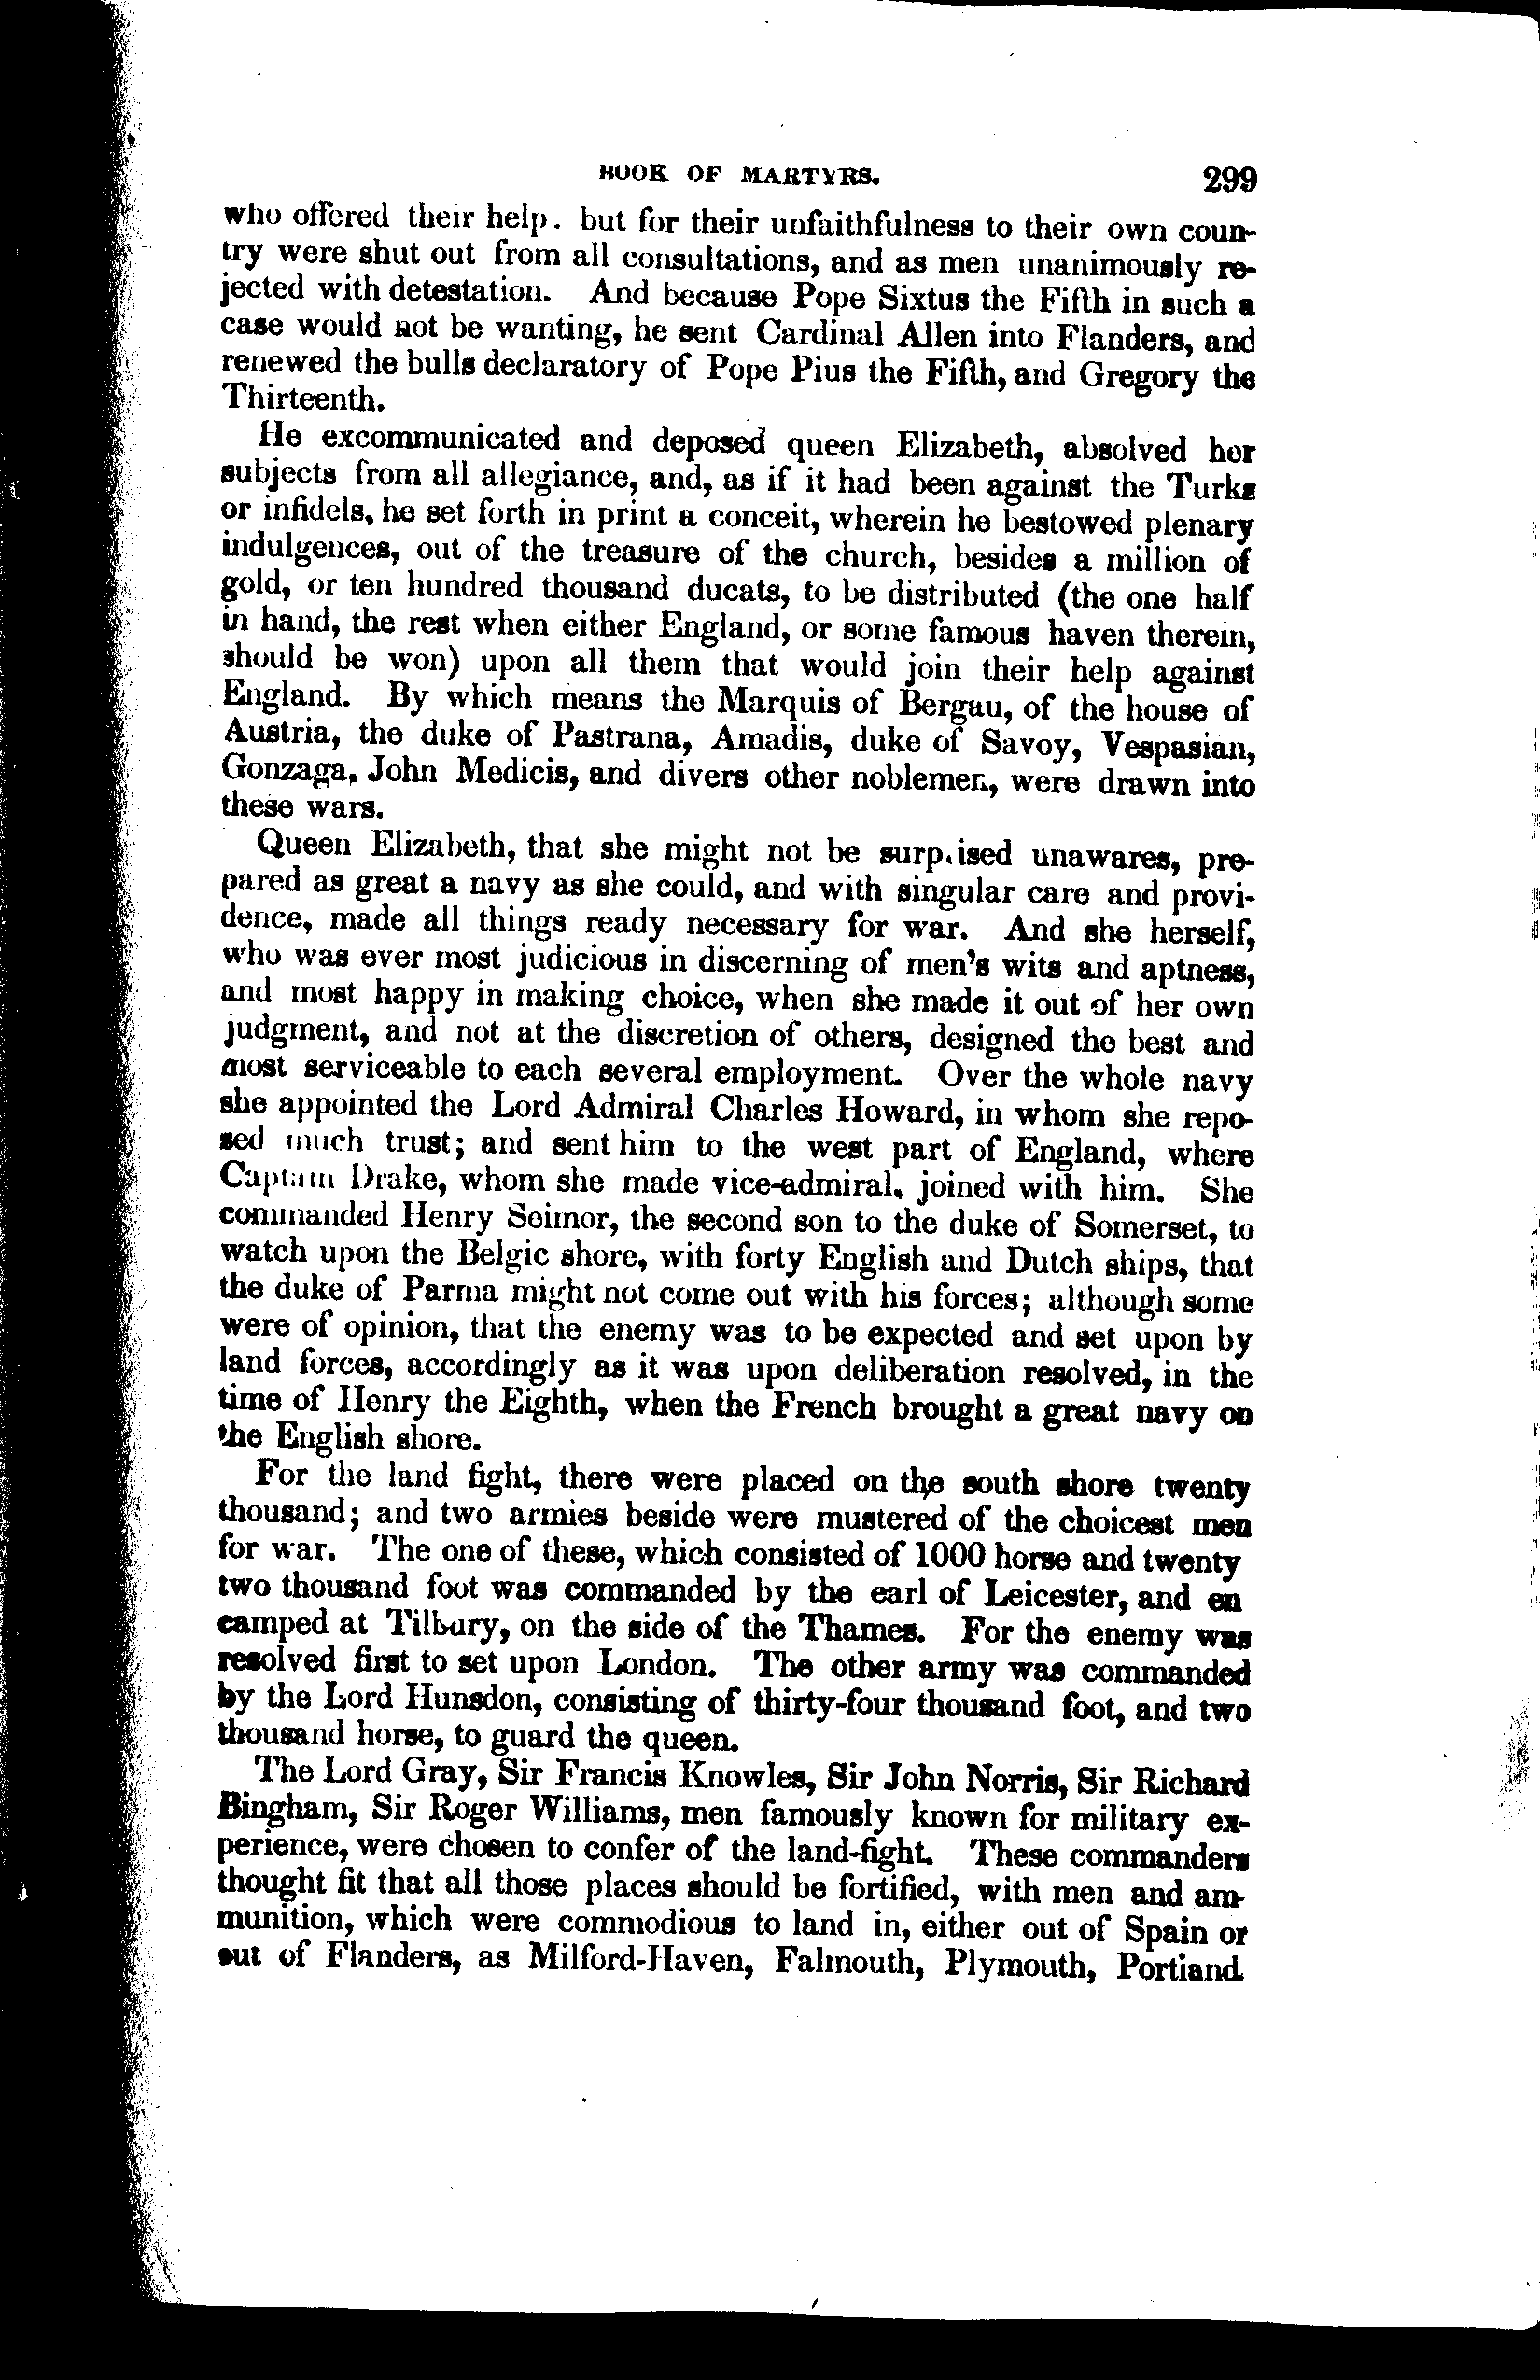 BOOK OF MARTYRS. 299
who offered their help. but for their unfaithfulness to their own coun-
try were shut out from all consultations, and as men unanimously re-
jected with detestation. And because Pope Sixtus the Fifth in such a
case would not be wanting, he sent Cardinal Allen into Flanders, and
renewed the bulls declaratory of Pope Pius the Fifth, and Gregory the
Thirteenth.
He excommunicated and deposed queen Elizabeth, absolved her
subjects from all allegiance, and, as if it had been against the Turks
or infidels, he set forth in print a conceit, wherein he bestowed plenary
indulgences, out of the treasure of the church, besides a million of
gold, or ten hundred thousand ducats, to be distributed (the one half
in hand, the rest when either England, or some famous haven therein,
should be won) upon all them that would join their help against
England. By which means the Marquis of Bergau, of the house of
Austria, the duke of Pastrana, Amadis, duke of Savoy, Vespasian,
Gonzaga, John Medicis, and divers other noblemen, were drawn into
these wars.
Queen Elizabeth, that she might not be surprised unawares, pre-
pared as great a navy as she could, and with singular care and provi-
dence, made all things ready necessary for war. And she herself,
who was ever most judicious in discerning of men's wits and aptness,
and most happy in making choice, when she made it out of her own
judgment, and not at the discretion of others, designed the best and
most serviceable to each several employment. Over the whole navy
she appointed the Lord Admiral Charles Howard, in whom she repo-
sed much trust; and sent him to the west part of England, where
Captain Drake, whom she made vice-admiral, joined with him. She
commanded Henry Seimor, the second son to the duke of Somerset, to
watch upon the Belgic shore, with forty English and Dutch ships, that
the duke of Parma might not come out with his forces; although some
were of opinion, that the enemy was to be expected and set upon by
land forces, accordingly as it was upon deliberation resolved, in the
time of Henry the Eighth, when the French brought a great navy on
the English shore.
For the land fight, there were placed on the south shore twenty
thousand; and two armies beside were mustered of the choicest men
for war. The one of these, which consisted of 1000 horse and twenty
two thousand foot was commanded by the earl of Leicester, and en
camped at Tilbury, on the side of the Thames. For the enemy was
resolved first to set upon London. The other army was commanded
by the Lord Hunsdon, consisting of thirty-four thousand foot, and two
thousand horse, to guard the queen.
The Lord Gray, Sir Francis Knowles, Sir John Norris, Sir Richard
Bingham, Sir Roger Williams, men famously known for military ex-
perience, were chosen to confer of the land-fight. These commanders
thought fit that all those places should be fortified, with men and am-
munition, which were commodious to land in, either out of Spain or
out of Flanders, as Milford-Haven, Falmouth, Plymouth, Portland